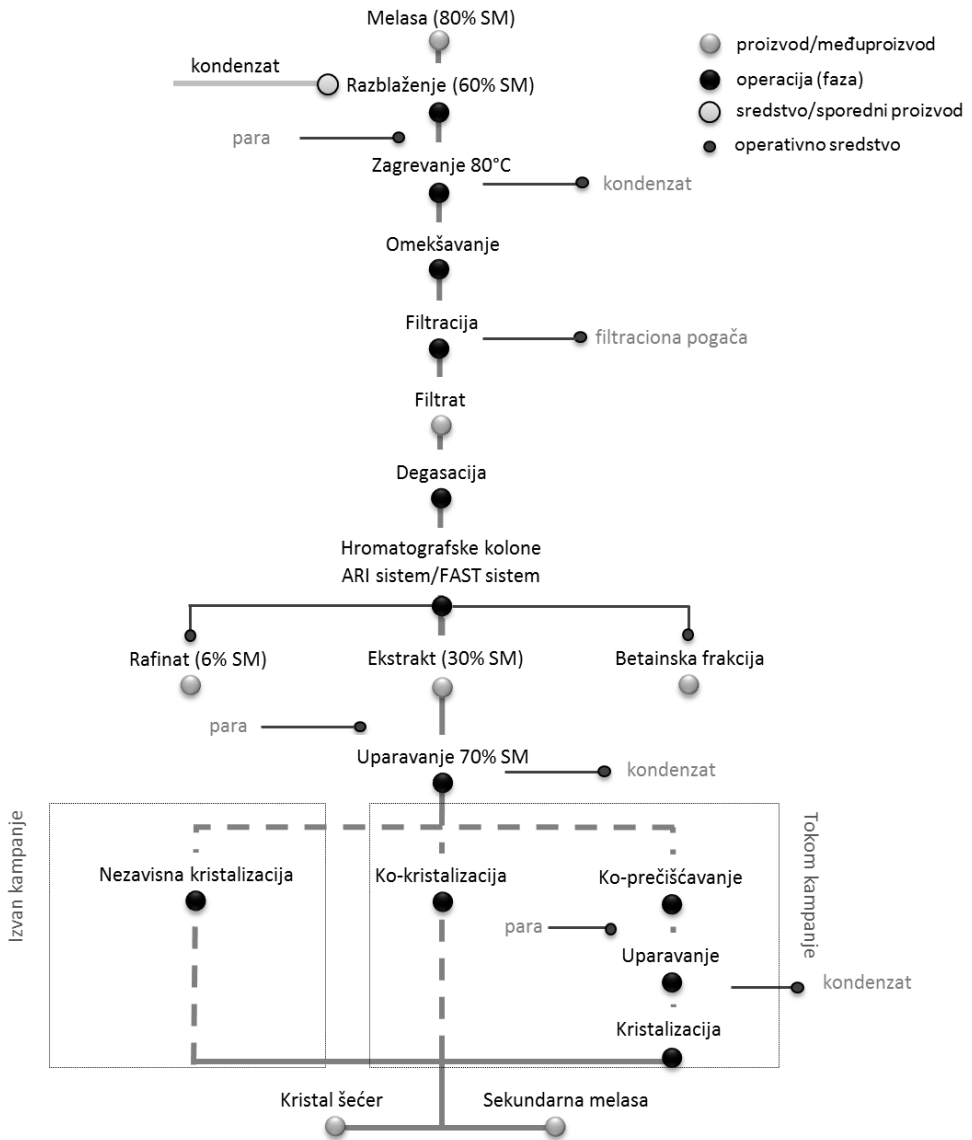 Melasa (80% SM)
proizvod/međuproizvod
operacija (faza)
sredstvo/sporedni proizvod
operativno sredstvo
kondenzat
Razblaženje (60% SM)
para
Zagrevanje 80°C
kondenzat
Omekšavanje
Filtracija
filtraciona pogača
Filtrat
Degasacija
Hromatografske kolone
ARI sistem/FAST sistem
Rafinat (6% SM)
Ekstrakt (30% SM)
Betainska frakcija
para
Uparavanje 70% SM
kondenzat
Izvan kampanje
Tokom kampanje
Nezavisna kristalizacija
Ko-kristalizacija
Ko-prečišćavanje
para
Uparavanje
kondenzat
Kristalizacija
Kristal šećer
Sekundarna melasa